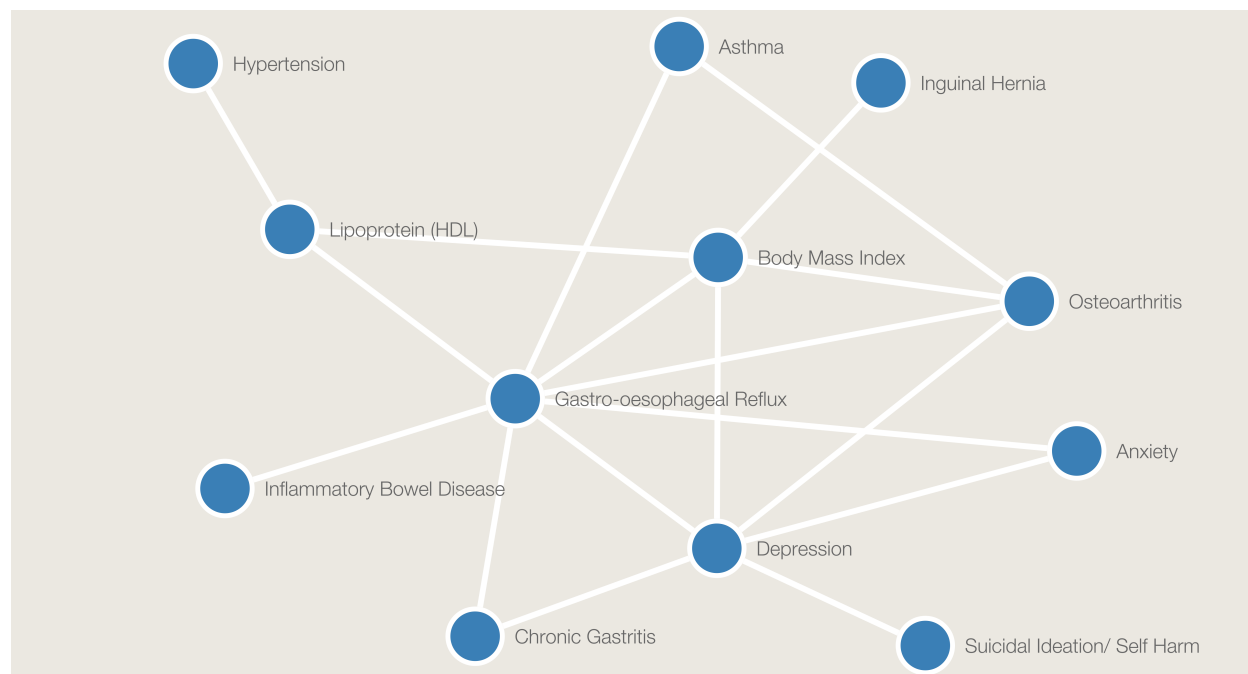 Asthma
Hypertension
Inguinal Hernia
Lipoprotein (HDL)
Body Mass Index
Osteoarthritis
Gastro-oesophageal Reflux
Anxiety
Inflammatory Bowel Disease
Depression
Chronic Gastritis
Suicidal Ideation/ Self Harm